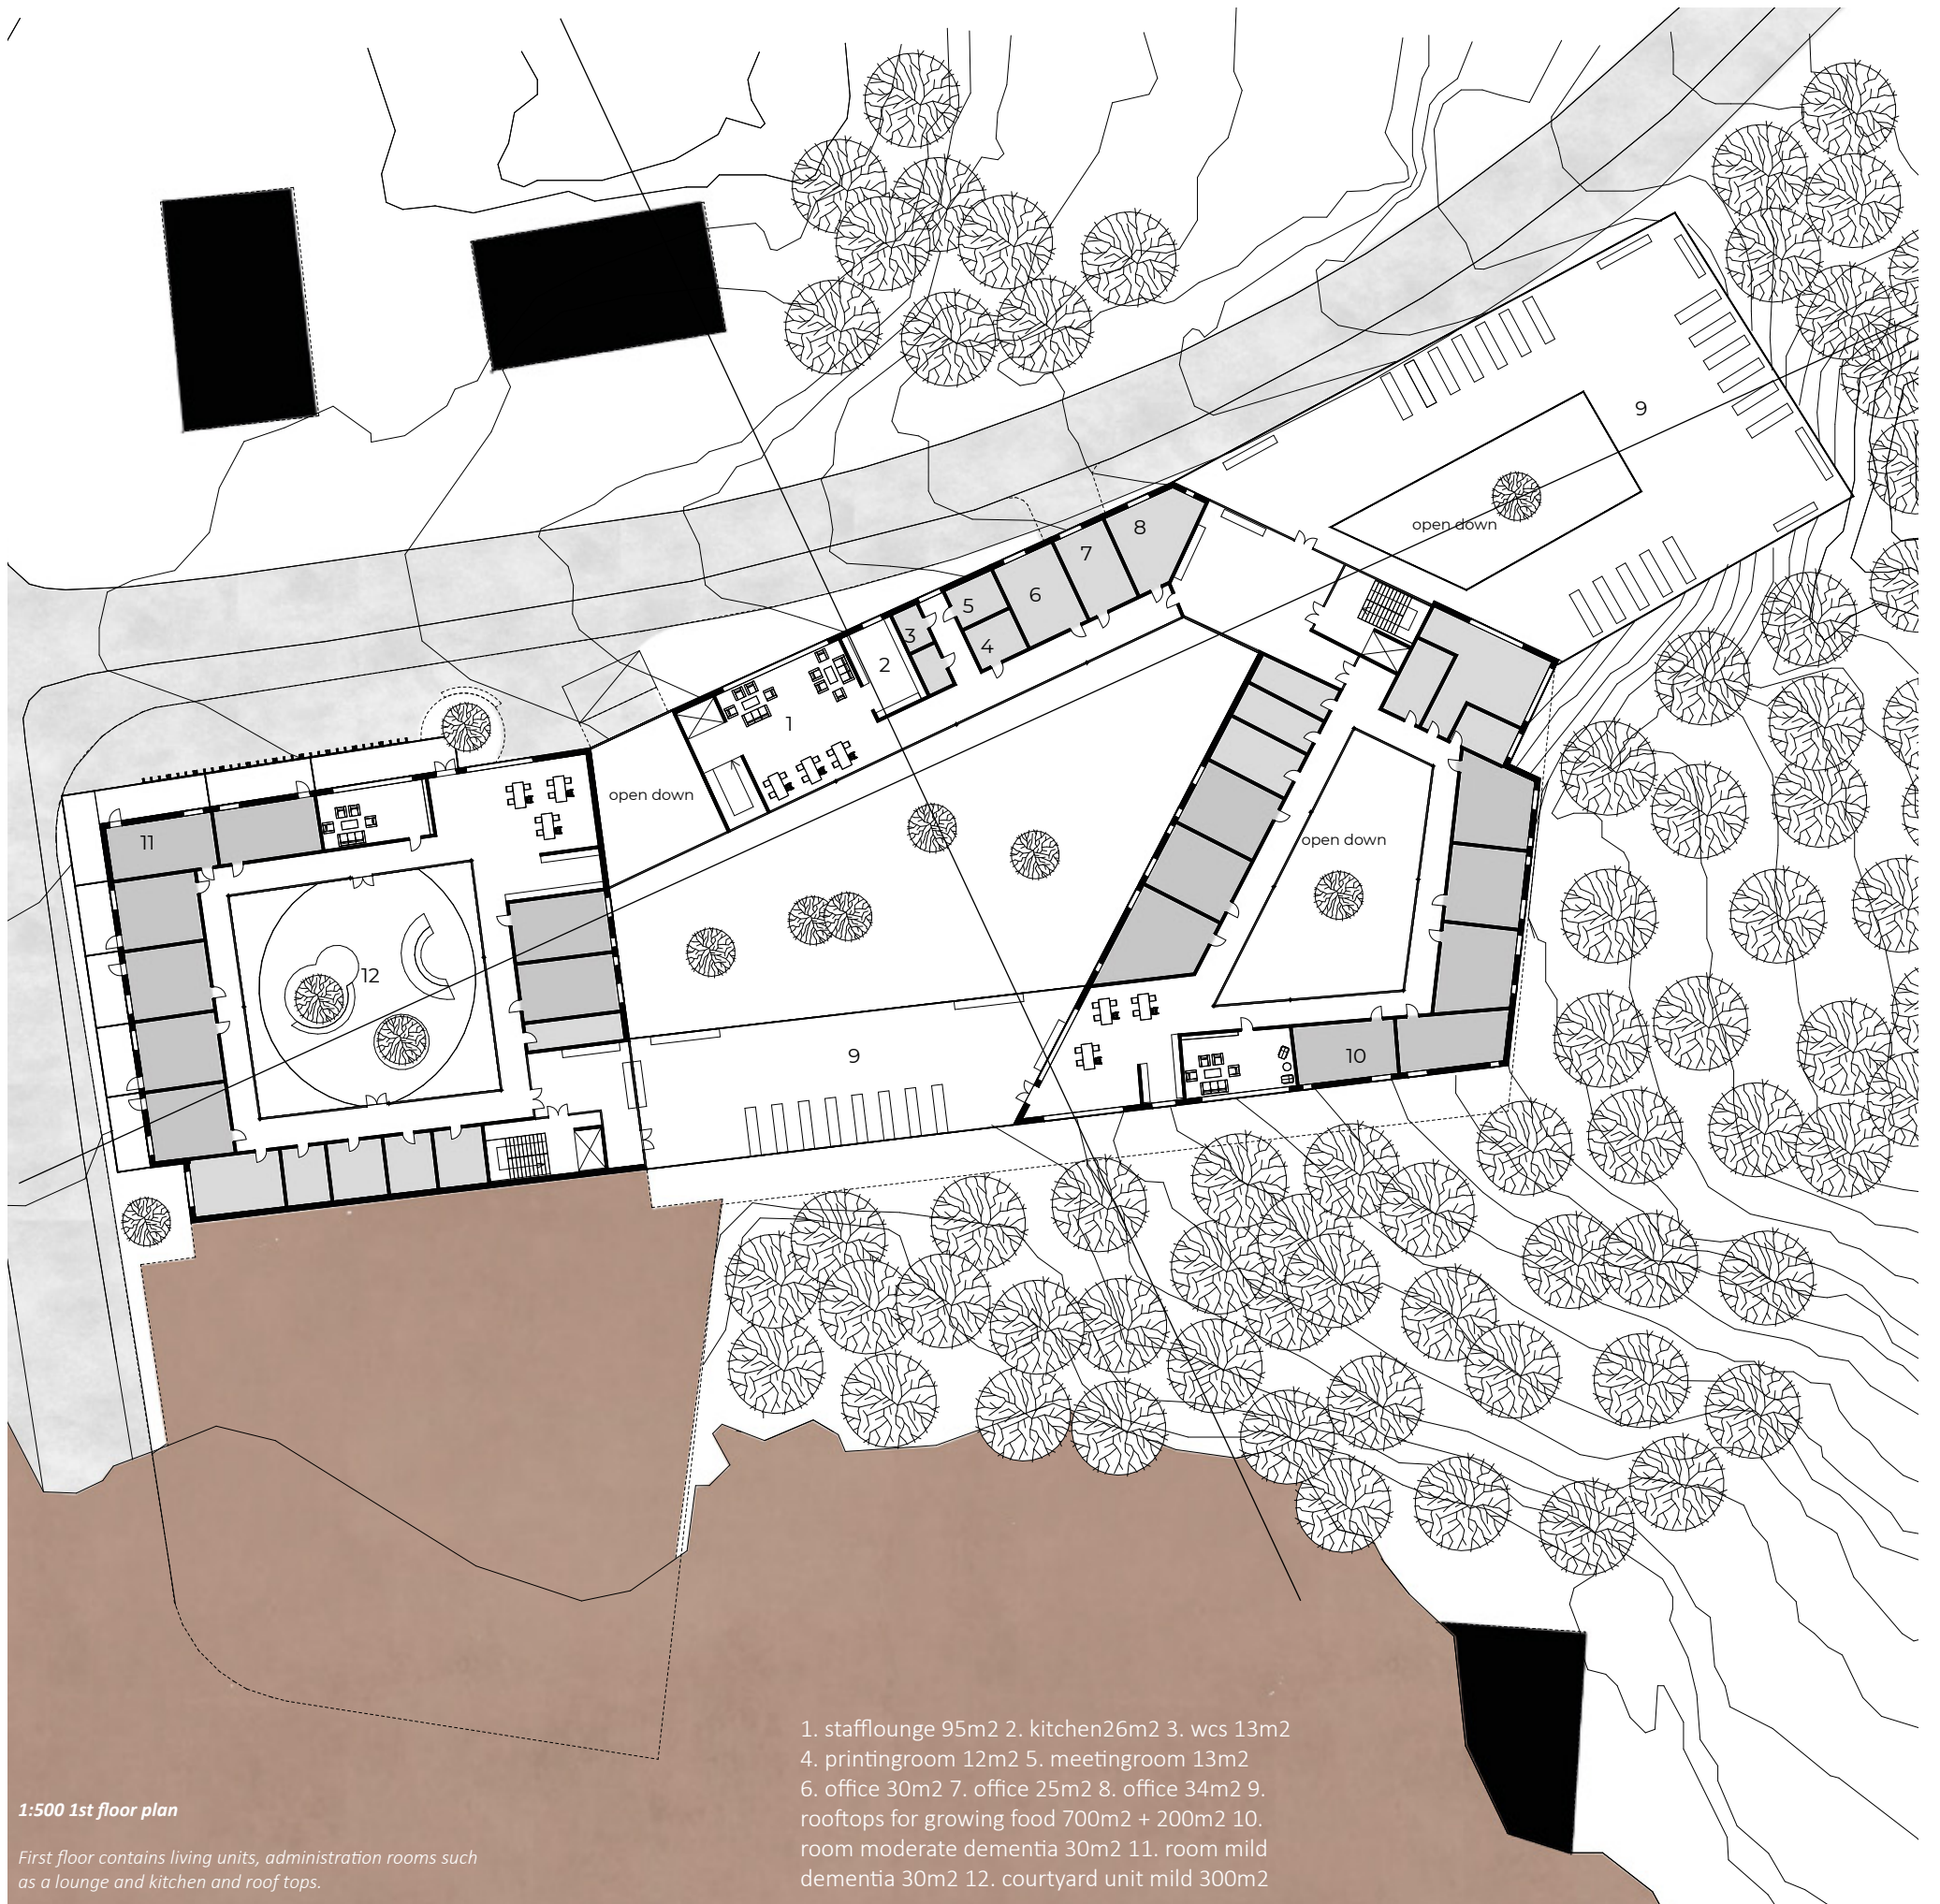 9
open down
8
7
6
5
4
3
2
1
open down
11
open down
12
9
10
1. stafflounge 95m2 2. kitchen26m2 3. wcs 13m2
4. printingroom 12m2 5. meetingroom 13m2
6. office 30m2 7. office 25m2 8. office 34m2 9.
rooftops for growing food 700m2 + 200m2 10.
room moderate dementia 30m2 11. room mild
dementia 30m2 12. courtyard unit mild 300m2
1:500 1st floor plan
First floor contains living units, administration rooms such
as a lounge and kitchen and roof tops.